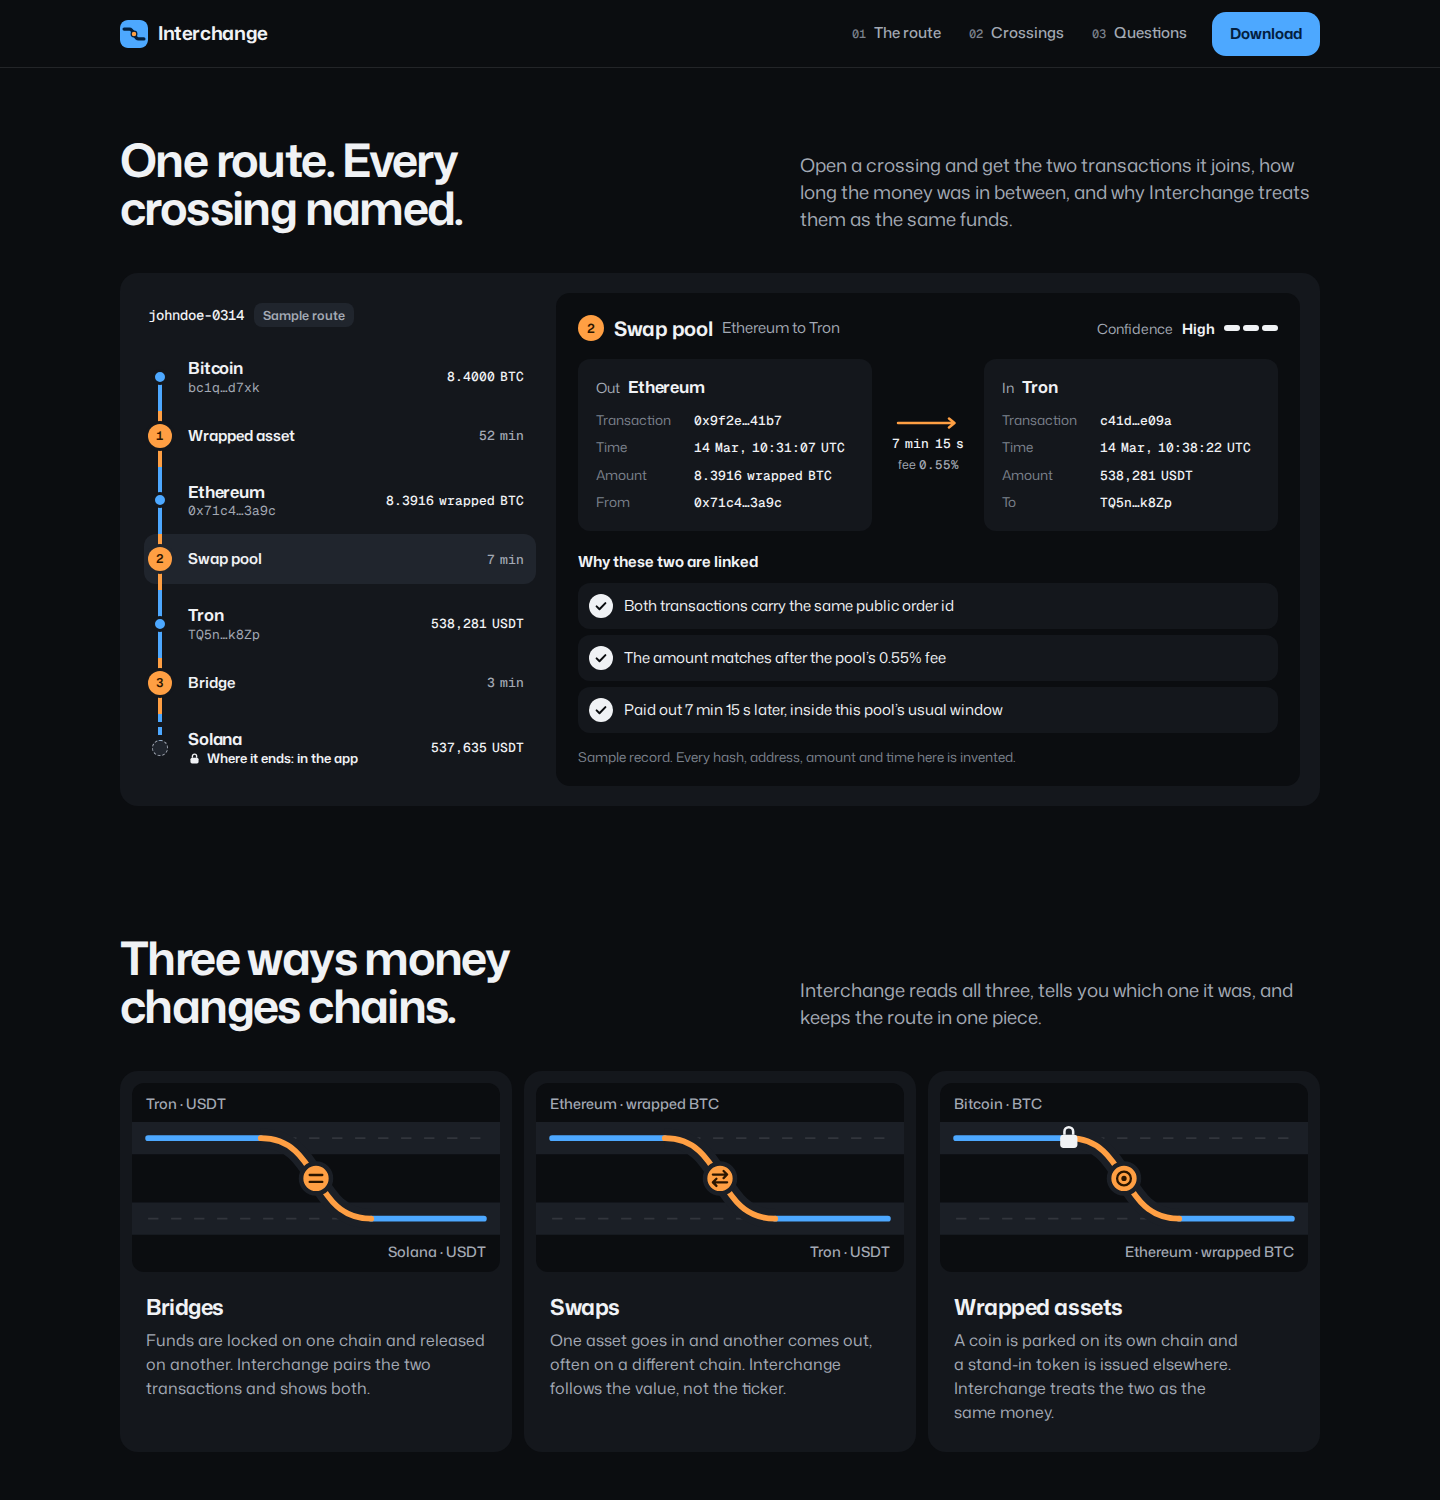 Interchange
01 The route
02 Crossings
03 Questions
Download
One route. Every
crossing named.
Open a crossing and get the two transactions it joins, how
long the money was in between, and why Interchange treats
them as the same funds.
johndoe-0314 Sample route
Bitcoin
bc1q…d7xk
8.4000 BTC
1 Wrapped asset 52 min
Ethereum
0x71c4…3a9c
8.3916 wrapped BTC
2 Swap pool 7 min
Tron
TQ5n…k8Zp
538,281 USDT
3 Bridge 3 min
Solana
Where it ends: in the app
537,635 USDT
2 Swap pool Ethereum to Tron
Confidence High
Out Ethereum
Transaction 0x9f2e…41b7
Time 14 Mar, 10:31:07 UTC
Amount 8.3916 wrapped BTC
From 0x71c4…3a9c
7 min 15 s
fee 0.55%
In Tron
Transaction c41d…e09a
Time 14 Mar, 10:38:22 UTC
Amount 538,281 USDT
To TQ5n…k8Zp
Why these two are linked
Both transactions carry the same public order id
The amount matches after the pool's 0.55% fee
Paid out 7 min 15 s later, inside this pool's usual window
Sample record. Every hash, address, amount and time here is invented.
Three ways money
changes chains.
Interchange reads all three, tells you which one it was, and
keeps the route in one piece.
Tron · USDT
Solana · USDT
Bridges
Funds are locked on one chain and released
on another. Interchange pairs the two
transactions and shows both.
Ethereum · wrapped BTC
Tron · USDT
Swaps
One asset goes in and another comes out,
often on a different chain. Interchange
follows the value, not the ticker.
Bitcoin · BTC
Ethereum · wrapped BTC
Wrapped assets
A coin is parked on its own chain and
a stand-in token is issued elsewhere.
Interchange treats the two as the
same money.